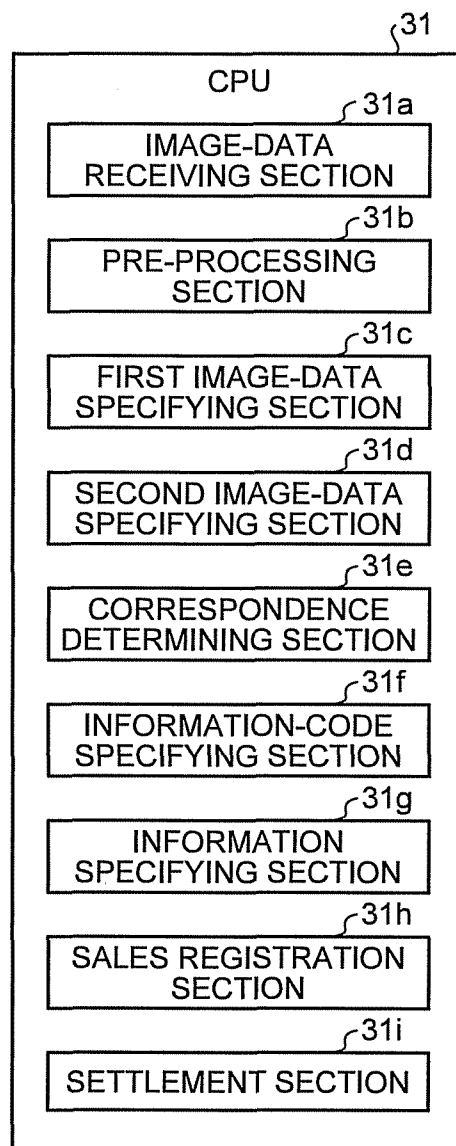 31
CPU
31a
IMAGE-DATA
RECEIVING SECTION
31b
PRE-PROCESSING
SECTION
31c
FIRST IMAGE-DATA
SPECIFYING SECTION
31d
SECOND IMAGE-DATA
SPECIFYING SECTION
31e
CORRESPONDENCE
DETERMINING SECTION
31f
INFORMATION-CODE
SPECIFYING SECTION
31g
INFORMATION
SPECIFYING SECTION
31h
SALES REGISTRATION
SECTION
31i
SETTLEMENT SECTION